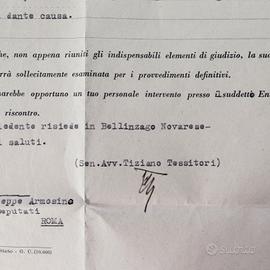 dante causa.
he, non appena riuniti gli indispensabili elementi di giudizio, la su
rrà sollecitamente esaminata per i provvedimenti definitivi.
arebbe opportuno un tuo personale intervento presso il suddetto En
riscontro.
iedente risiede in Bellinzago Novarese-
i saluti.
(Sen.Avv.Tiziano Tessitori)
eppe Armosino
eputati
ROMA
subito